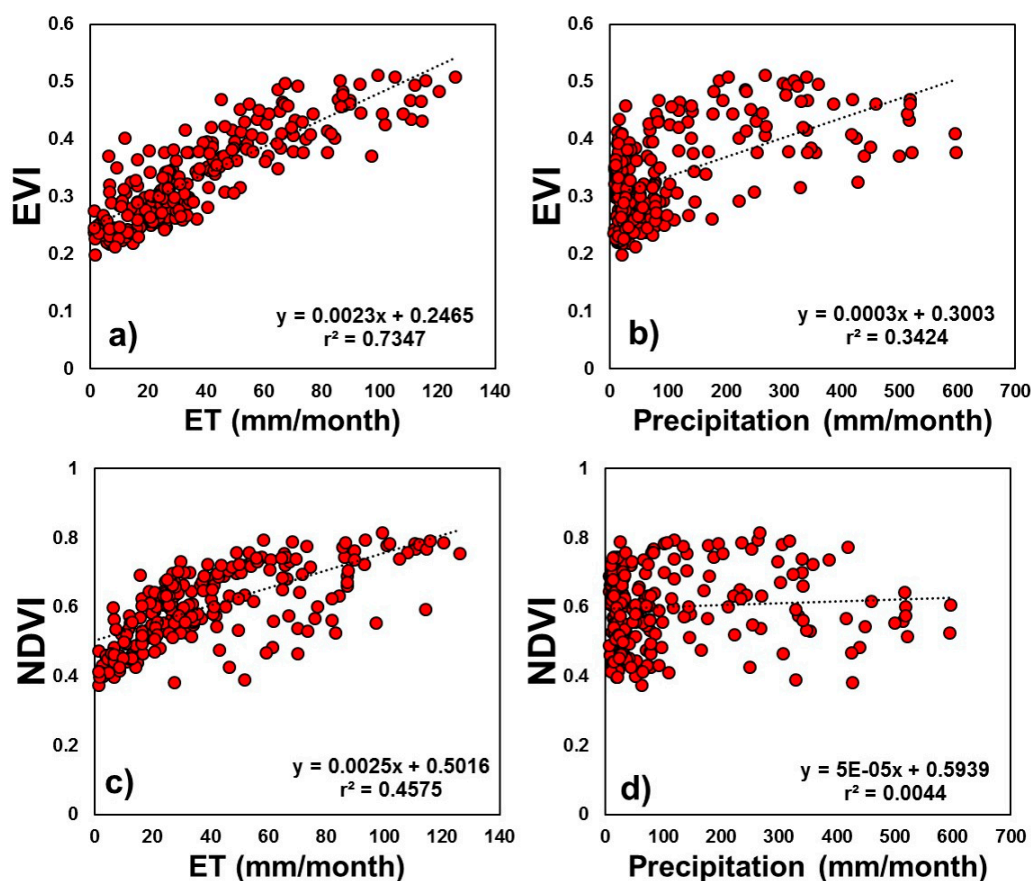 0.6
0.5
0.4
0.3
0.2
0.1
0
EVI
a)
y = 0.0023x + 0.2465
r² = 0.7347
0 20 40 60 80 100 120 140
ET (mm/month)
0.6
0.5
0.4
0.3
0.2
0.1
0
EVI
b)
y = 0.0003x + 0.3003
r² = 0.3424
0 100 200 300 400 500 600 700
Precipitation (mm/month)
1
0.8
0.6
0.4
0.2
0
NDVI
c)
y = 0.0025x + 0.5016
r² = 0.4575
0 20 40 60 80 100 120 140
ET (mm/month)
1
0.8
0.6
0.4
0.2
0
NDVI
d)
y = 5E-05x + 0.5939
r² = 0.0044
0 100 200 300 400 500 600 700
Precipitation (mm/month)